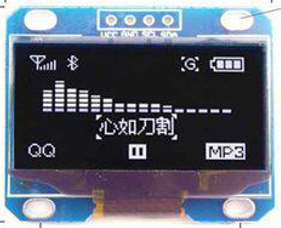 VCC GND SCL SDA
G
心如刀割
QQ
MP3